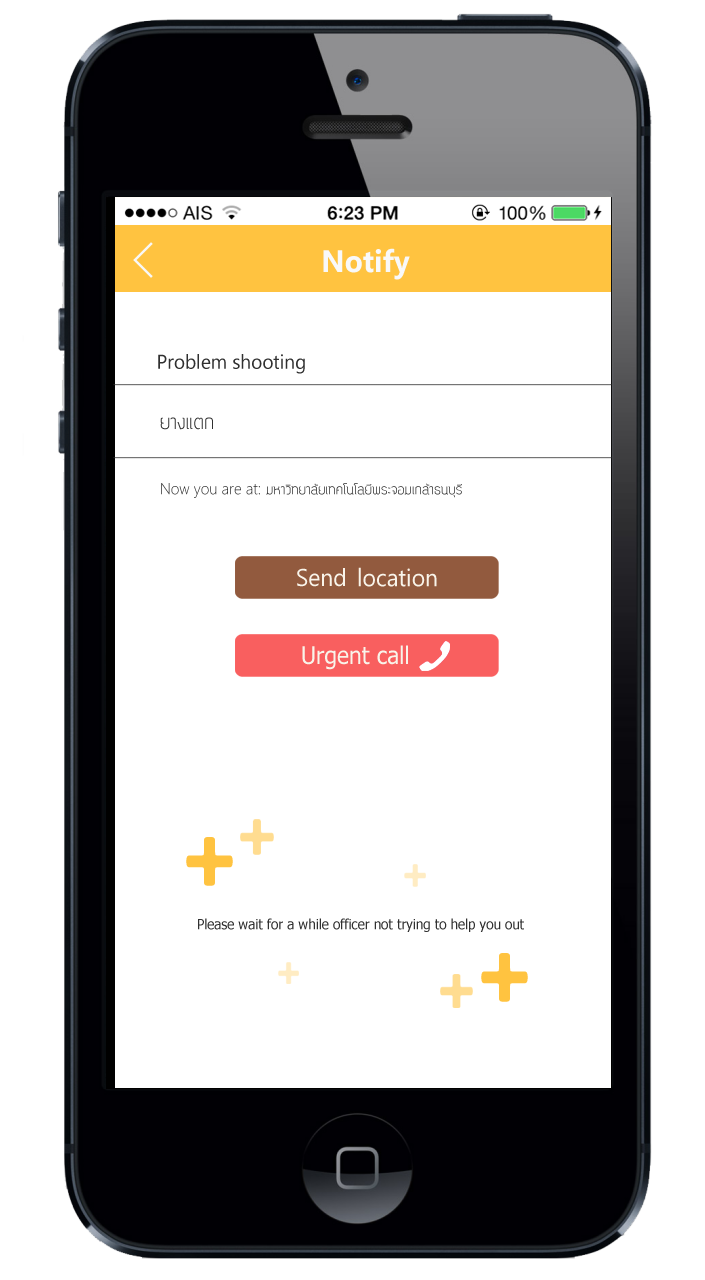 AIS 6:23 PM 100%
Notify
Problem shooting
ยางแตก
Now you are at: มหาวิทยาลัยเทคโนโลยีพระจอมเกล้าธนบุรี
Send location
Urgent call
Please wait for a while officer not trying to help you out